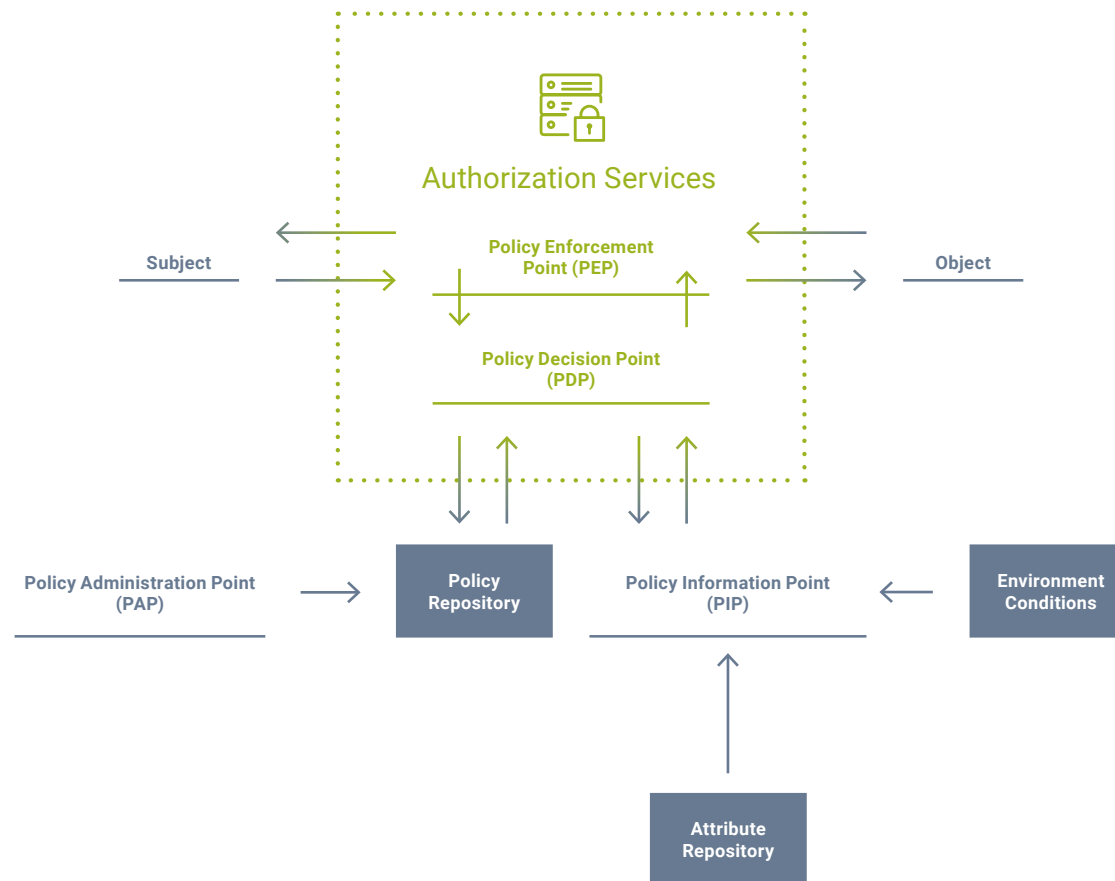 Authorization Services
Subject
Policy Enforcement
Point (PEP)
Object
Policy Decision Point
(PDP)
Policy Administration Point
(PAP)
Policy
Repository
Policy Information Point
(PIP)
Environment
Conditions
Attribute
Repository